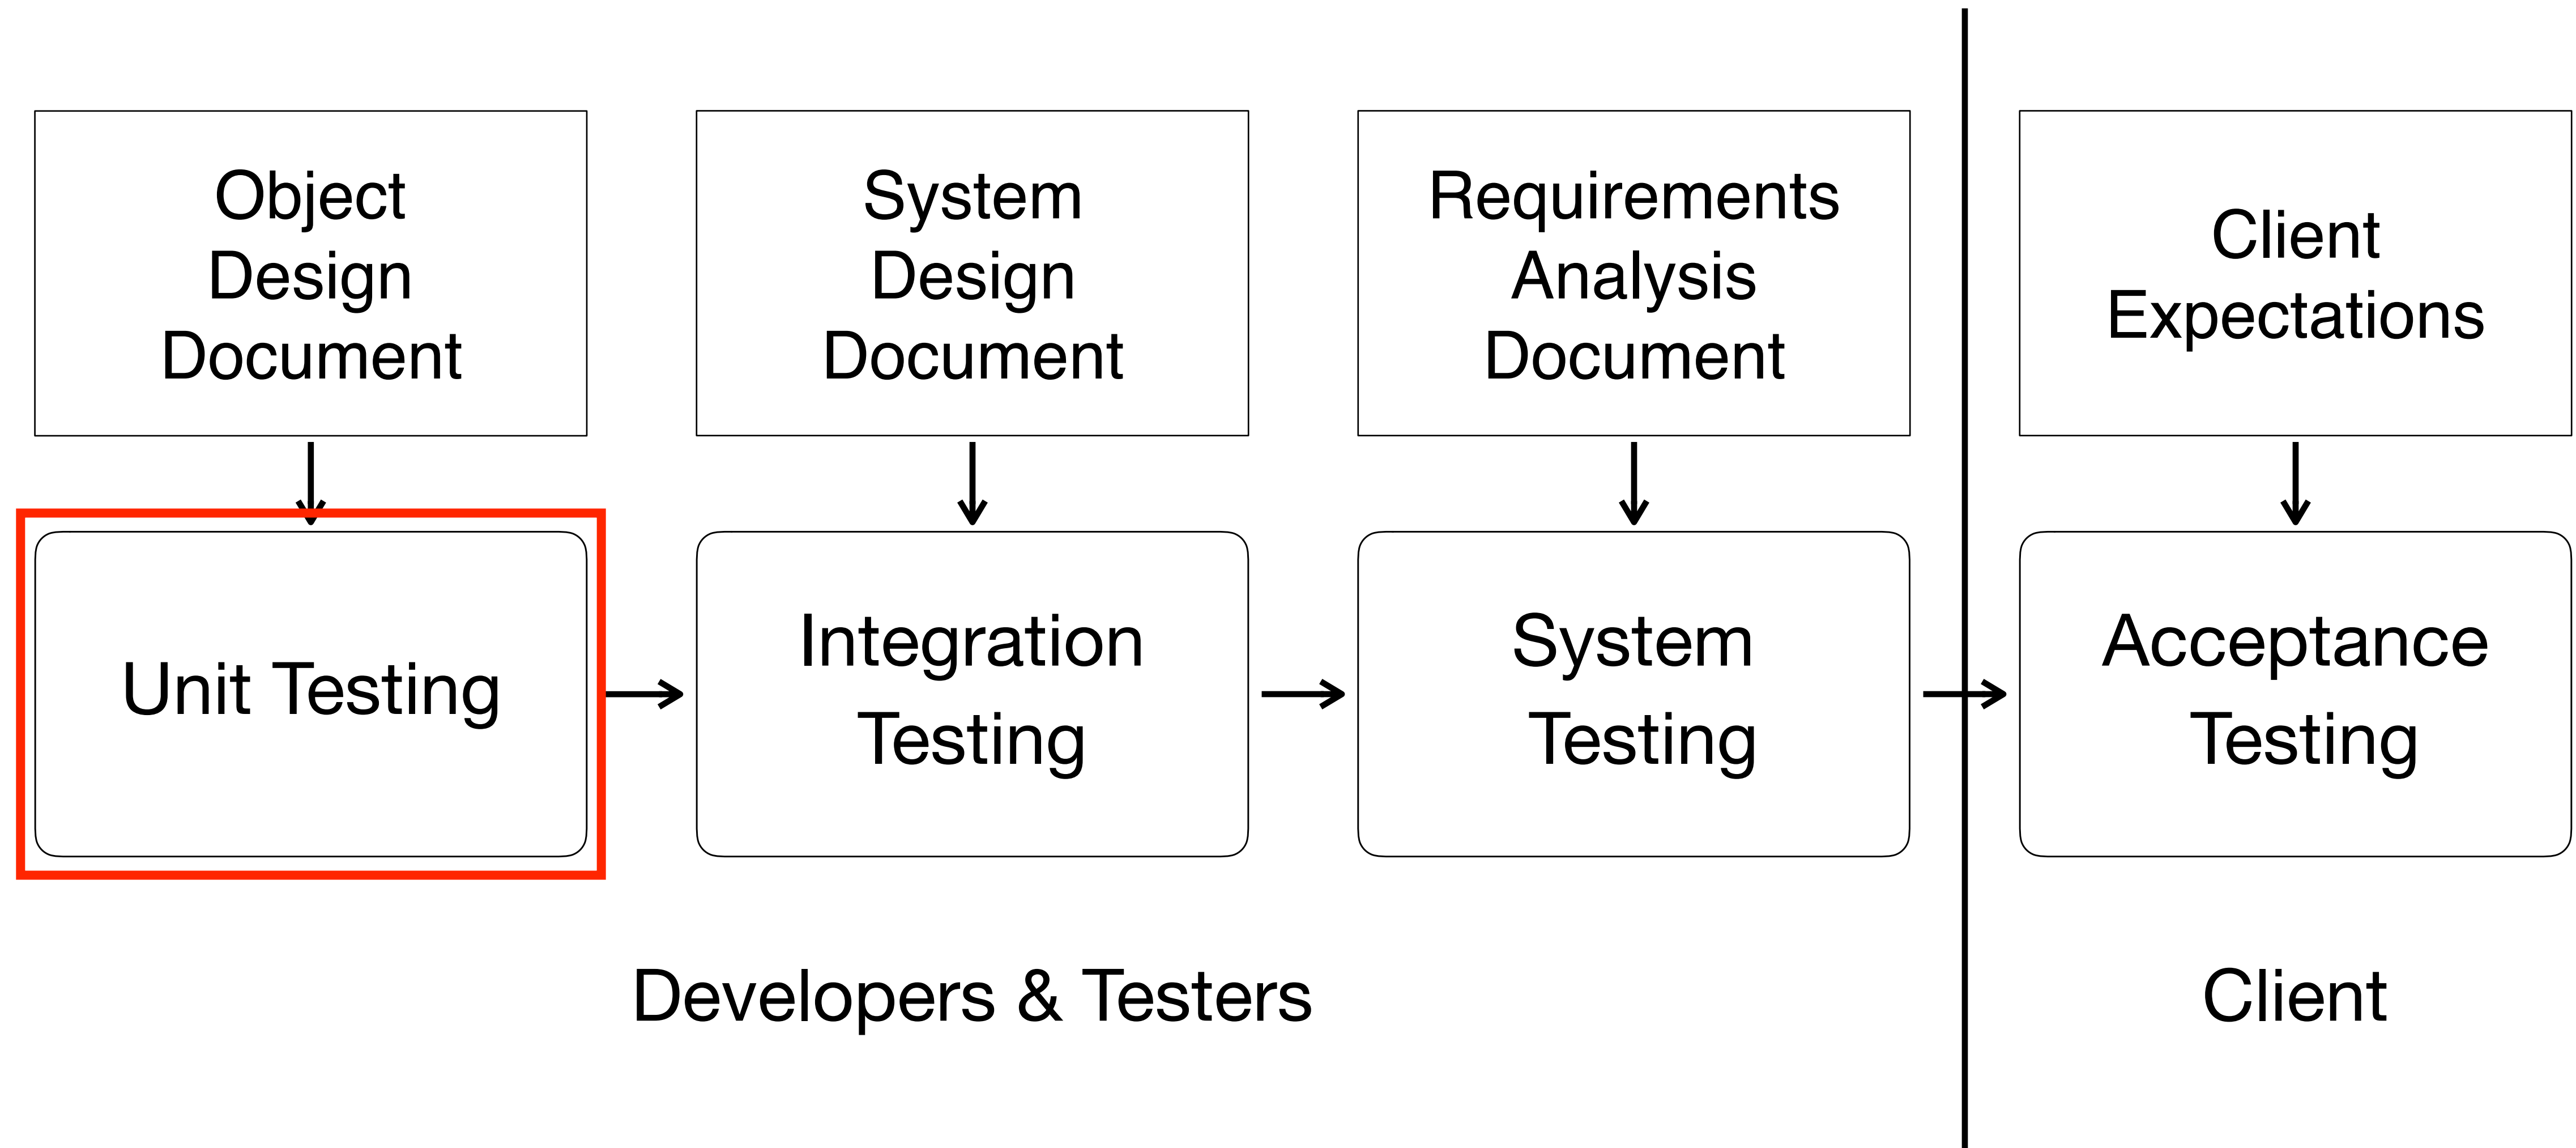 Object
Design
Document
System
Design
Document
Requirements
Analysis
Document
Client
Expectations
Unit Testing
Integration
Testing
System
Testing
Acceptance
Testing
Developers & Testers
Client